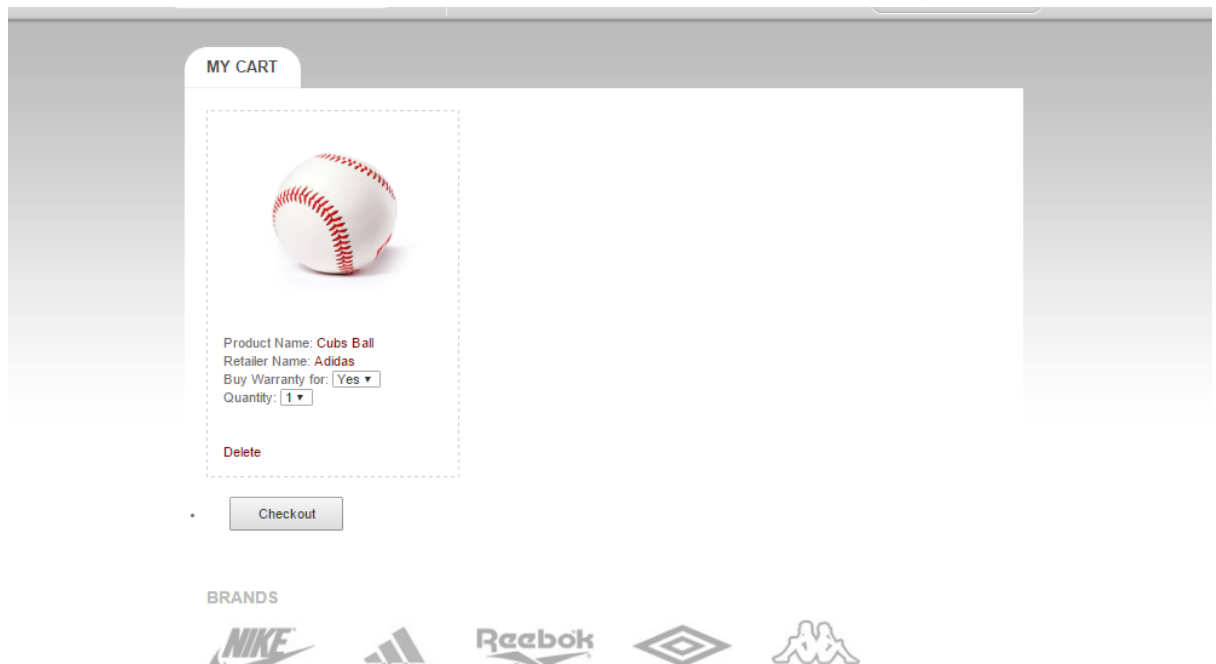 MY CART
Product Name: Cubs Ball
Retailer Name: Adidas
Buy Warranty for: Yes
Quantity: 1
Delete
Checkout
BRANDS
NIKE Reebok